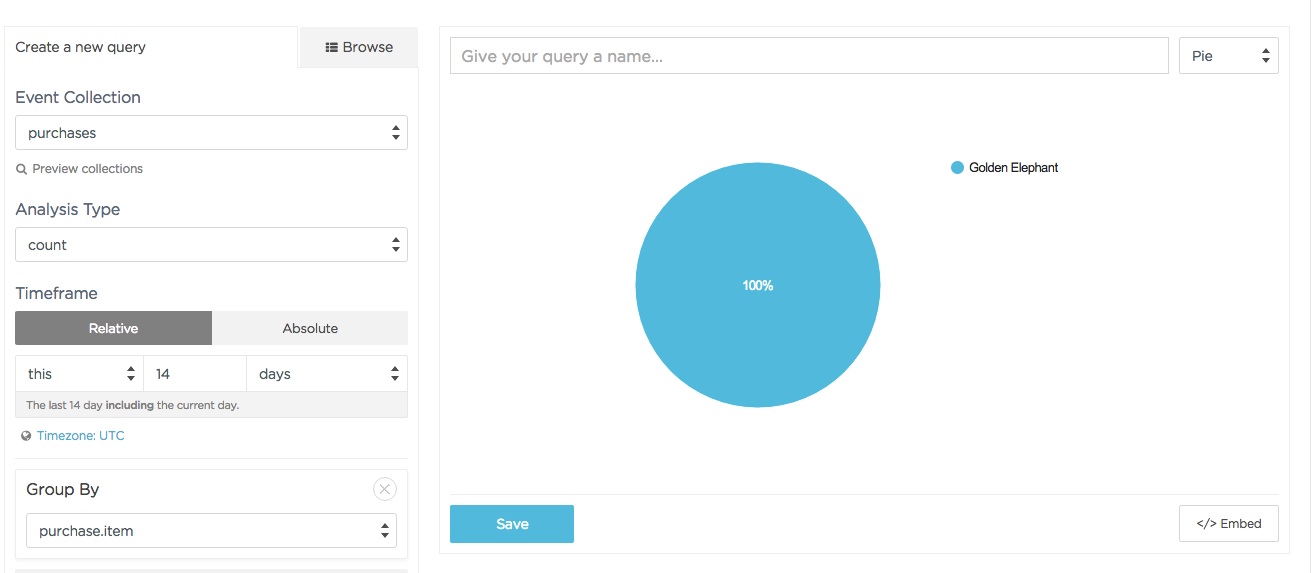 Create a new query
Browse
Event Collection
purchases
Preview collections
Analysis Type
count
Timeframe
Relative Absolute
this 14 days
The last 14 day including the current day.
Timezone: UTC
Group By
purchase.item
Give your query a name...
Pie
Golden Elephant
100%
Save
</> Embed